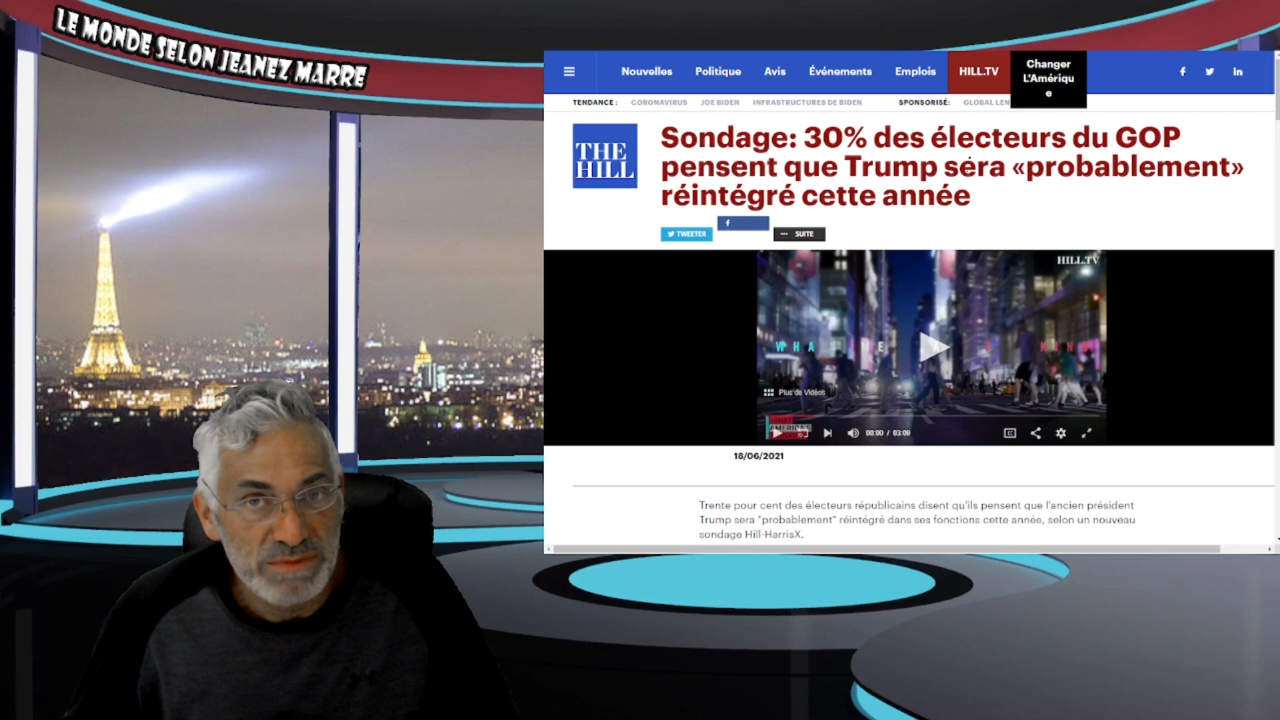 LE MONDE SELON JEANEZ MARRE
Nouvelles Politique Avis Événements Emplois HILL.TV
Changer
L'Amériqu
e
TENDANCE : CORONAVIRUS JOE BIDEN INFRASTRUCTURES DE BIDEN SPONSORISÉ: GLOBAL LEN
THE
HILL
Sondage: 30% des électeurs du GOP
pensent que Trump sera «probablement»
réintégré cette année
TWEETER
SUITE
HILL.TV
Plus de Vidéos
00:00 / 03:09
18/06/2021
Trente pour cent des électeurs républicains disent qu'ils pensent que l'ancien président
Trump sera "probablement" réintégré dans ses fonctions cette année, selon un nouveau
sondage Hill-HarrisX.